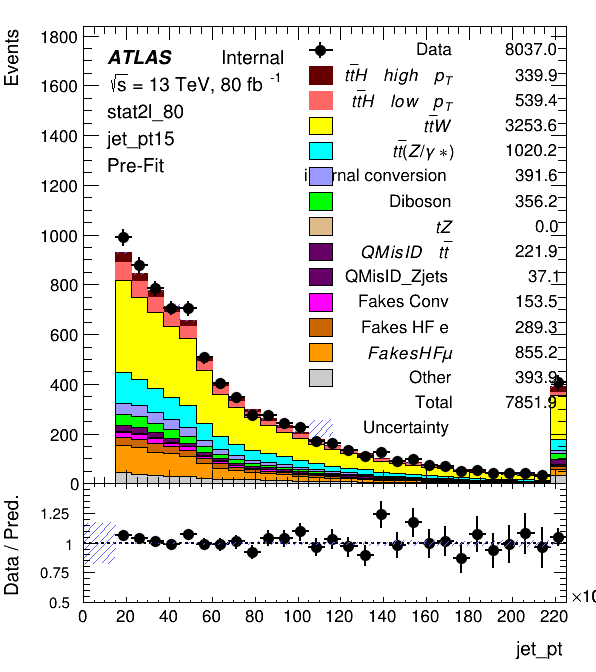 Events
1800
1600
1400
1200
1000
800
600
400
200
0
ATLAS Internal
√s = 13 TeV, 80 fb -1
stat2l_80
jet_pt15
Pre-Fit
Data 8037.0
tt̄H high pT 339.9
tt̄H low pT 539.4
tt̄W 3253.6
tt̄(Z/γ*) 1020.2
rnal conversion 391.6
Diboson 356.2
tZ 0.0
QMisID tt̄ 221.9
QMisID_Zjets 37.1
Fakes Conv 153.5
Fakes HF e 289.3
FakesHFμ 855.2
Other 393.9
Total 7851.9
Uncertainty
Data / Pred.
1.25
1
0.75
0.5
0 20 40 60 80 100 120 140 160 180 200 220
×10
jet_pt